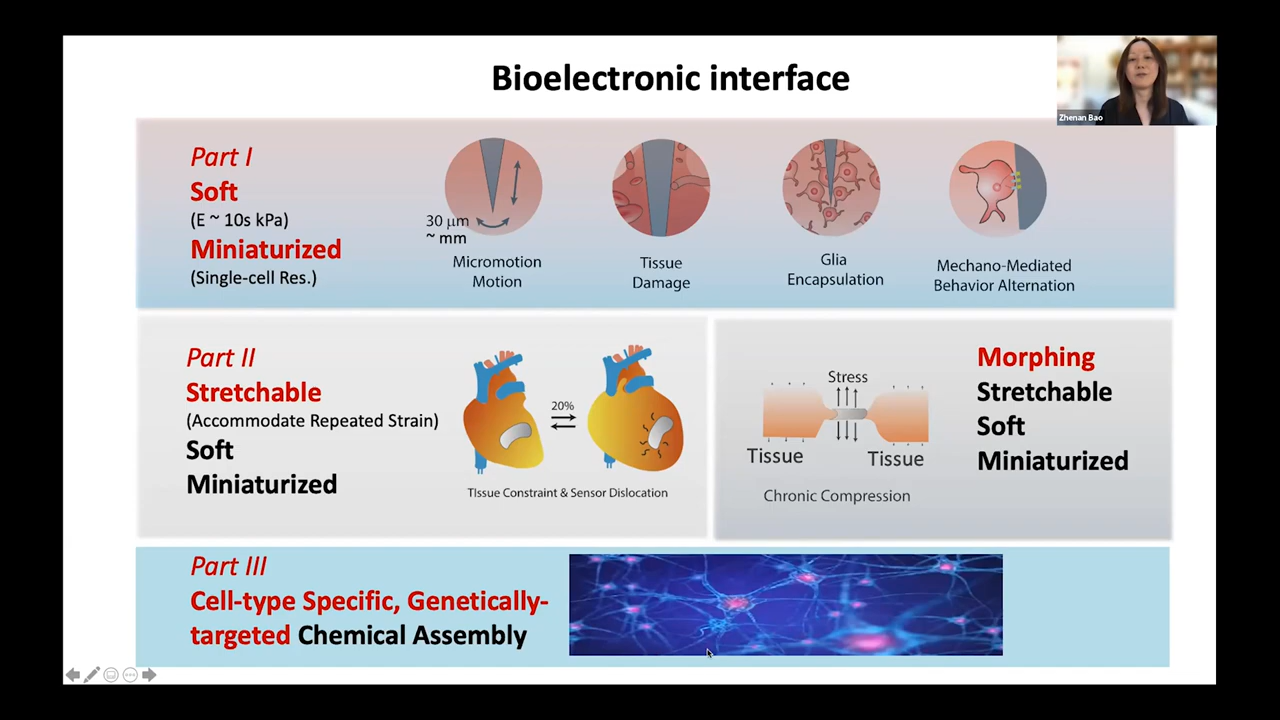 Bioelectronic interface
Zhenan Bao
Part I
Soft
(E ~ 10s kPa)
Miniaturized
(Single-cell Res.)
30 μm
~ mm
Micromotion
Motion
Tissue
Damage
Glia
Encapsulation
Mechano-Mediated
Behavior Alternation
Part II
Stretchable
(Accommodate Repeated Strain)
Soft
Miniaturized
20%
TIssue Constraint & Sensor Dislocation
Stress
Tissue
Tissue
Chronic Compression
Morphing
Stretchable
Soft
Miniaturized
Part III
Cell-type Specific, Genetically-
targeted Chemical Assembly